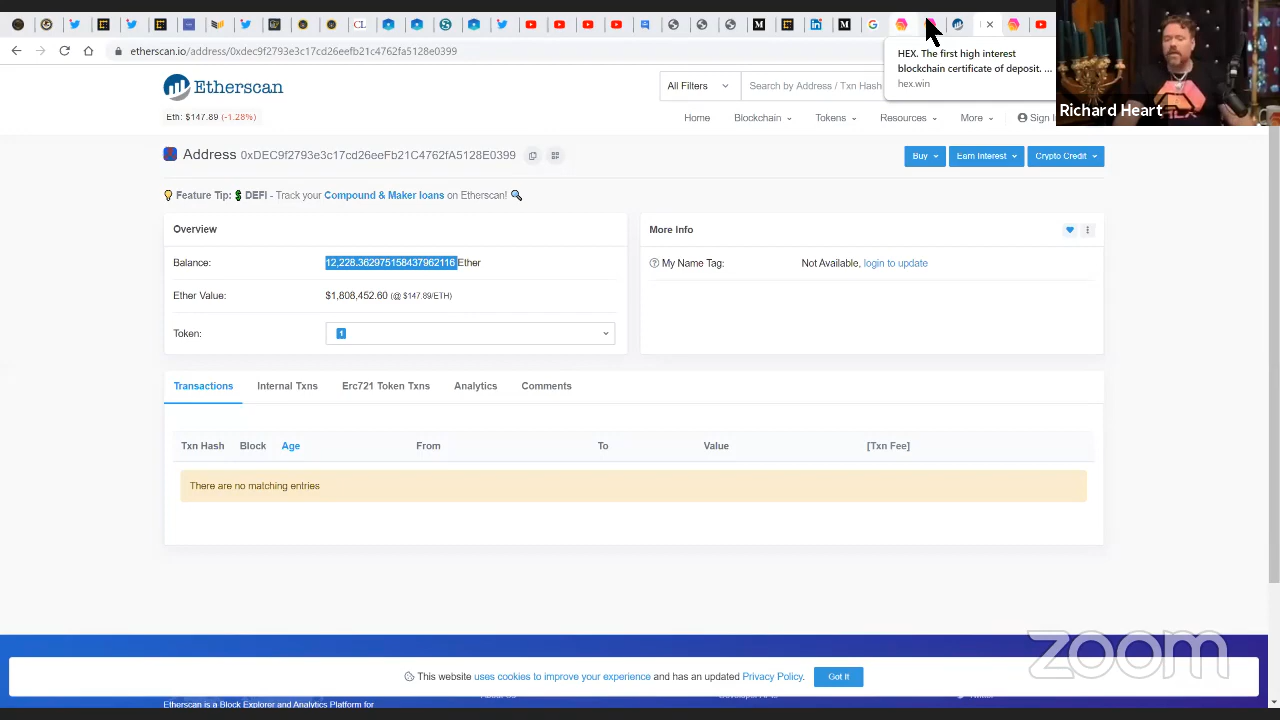 HEX. The first high interest
blockchain certificate of deposit. ...
hex.win
Richard Heart
etherscan.io/address/0xdec9f2793e3c17cd26eefb21c4762fa5128e0399
Etherscan
All Filters
Search by Address / Txn Hash
Eth: $147.89 (-1.28%)
Home
Blockchain
Tokens
Resources
More
Sign I
Address 0xDEC9f2793e3c17cd26eeFb21C4762fA5128E0399
Buy
Earn Interest
Crypto Credit
Feature Tip: DEFI - Track your Compound & Maker loans on Etherscan!
Overview
Balance: 12,228.362975158437962116 Ether
Ether Value: $1,808,452.60 (@ $147.89/ETH)
Token: 1
More Info
My Name Tag: Not Available, login to update
Transactions
Internal Txns
Erc721 Token Txns
Analytics
Comments
Txn Hash Block Age From To Value [Txn Fee]
There are no matching entries
zoom
This website uses cookies to improve your experience and has an updated Privacy Policy.
Got It
Etherscan is a Block Explorer and Analytics Platform for